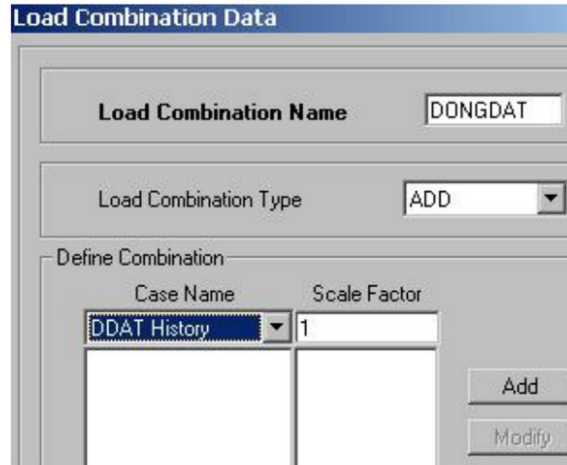 Load Combination Data
Load Combination Name DONGDAT
Load Combination Type ADD
Define Combination
Case Name Scale Factor
DDAT History 1
Add
Modify